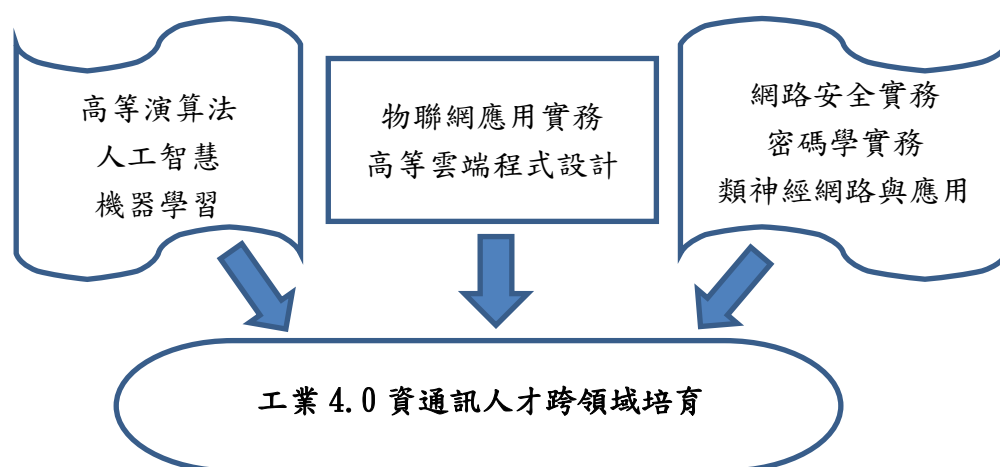 高等演算法
人工智慧
機器學習
物聯網應用實務
高等雲端程式設計
網路安全實務
密碼學實務
類神經網路與應用
工業 4.0 資通訊人才跨領域培育